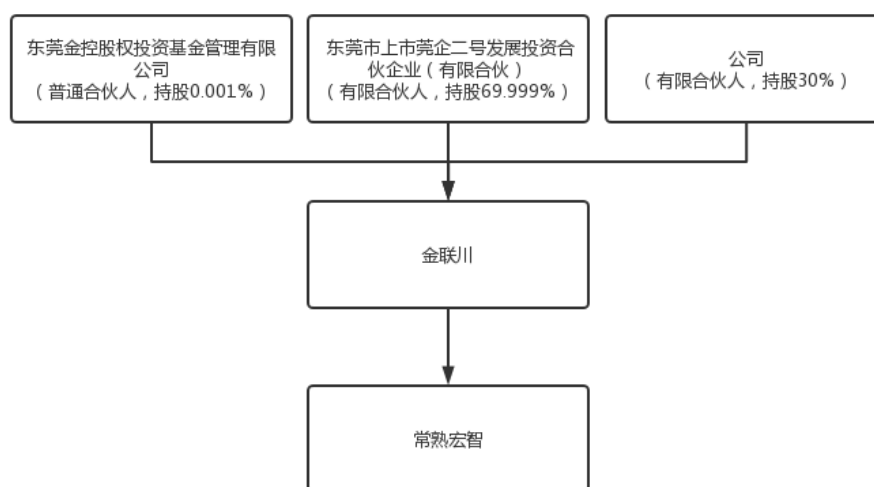 东莞金控股权投资基金管理有限
公司
（普通合伙人，持股0.001%）
东莞市上市莞企二号发展投资合
伙企业（有限合伙）
（有限合伙人，持股69.999%）
公司
（有限合伙人，持股30%）
金联川
常熟宏智